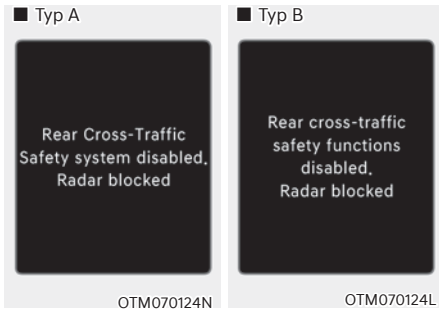 ■ Typ A
Rear Cross-Traffic
Safety system disabled.
Radar blocked
OTM070124N
■ Typ B
Rear cross-traffic
safety functions
disabled.
Radar blocked
OTM070124L